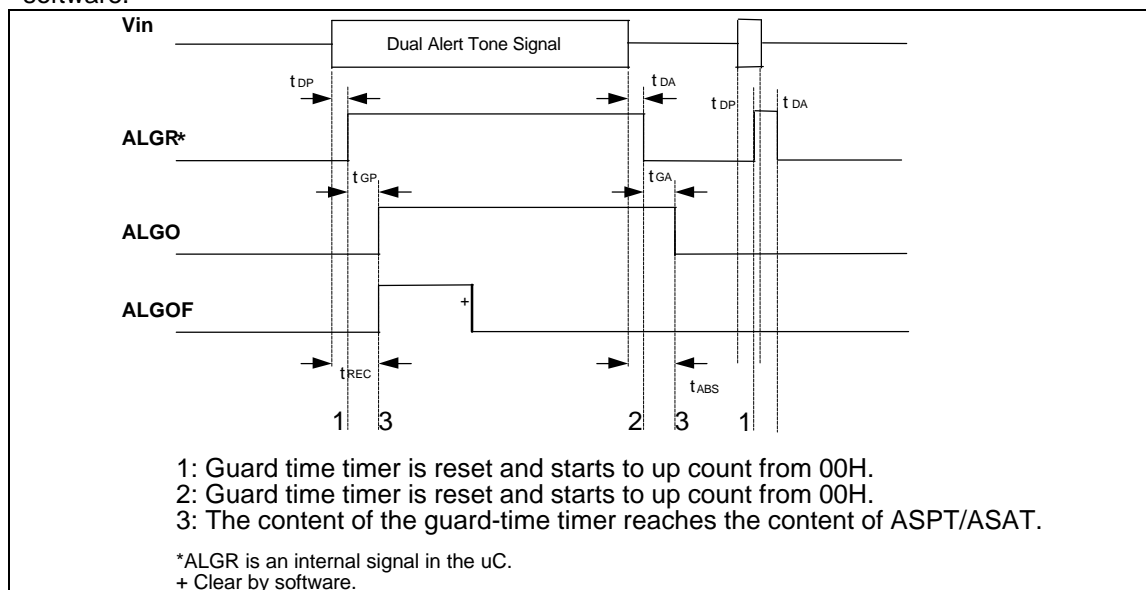 software.
Vin
Dual Alert Tone Signal
tDP
tDA
tDP
tDA
ALGR*
tGP
tGA
ALGO
ALGOF
+
tREC
tABS
1 3 2 3 1
1: Guard time timer is reset and starts to up count from 00H.
2: Guard time timer is reset and starts to up count from 00H.
3: The content of the guard-time timer reaches the content of ASPT/ASAT.
*ALGR is an internal signal in the uC.
+ Clear by software.